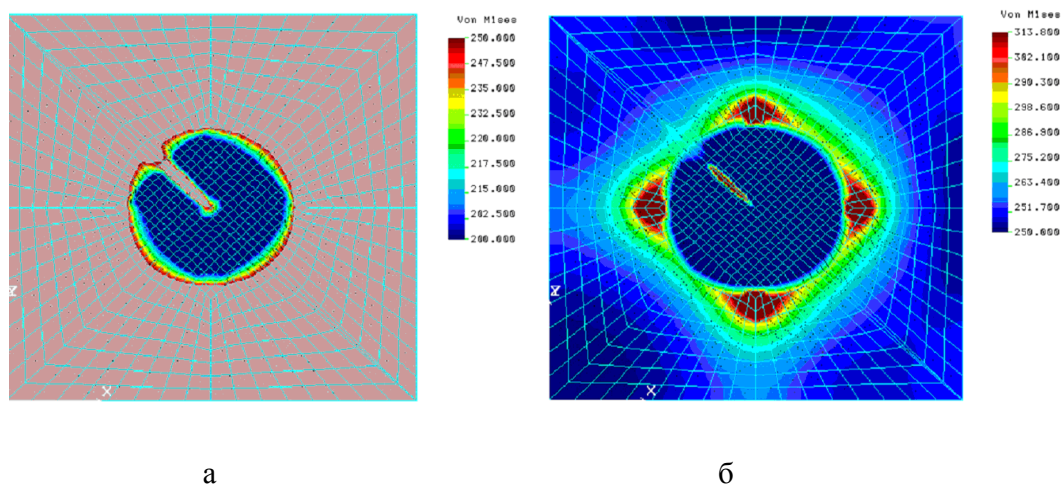 Von Mises
250.000
247.500
235.000
232.500
220.000
217.500
215.000
202.500
200.000
Z
X
Von Mises
313.800
302.100
290.300
298.600
286.900
275.200
263.400
251.700
250.000
Z
X
а
б